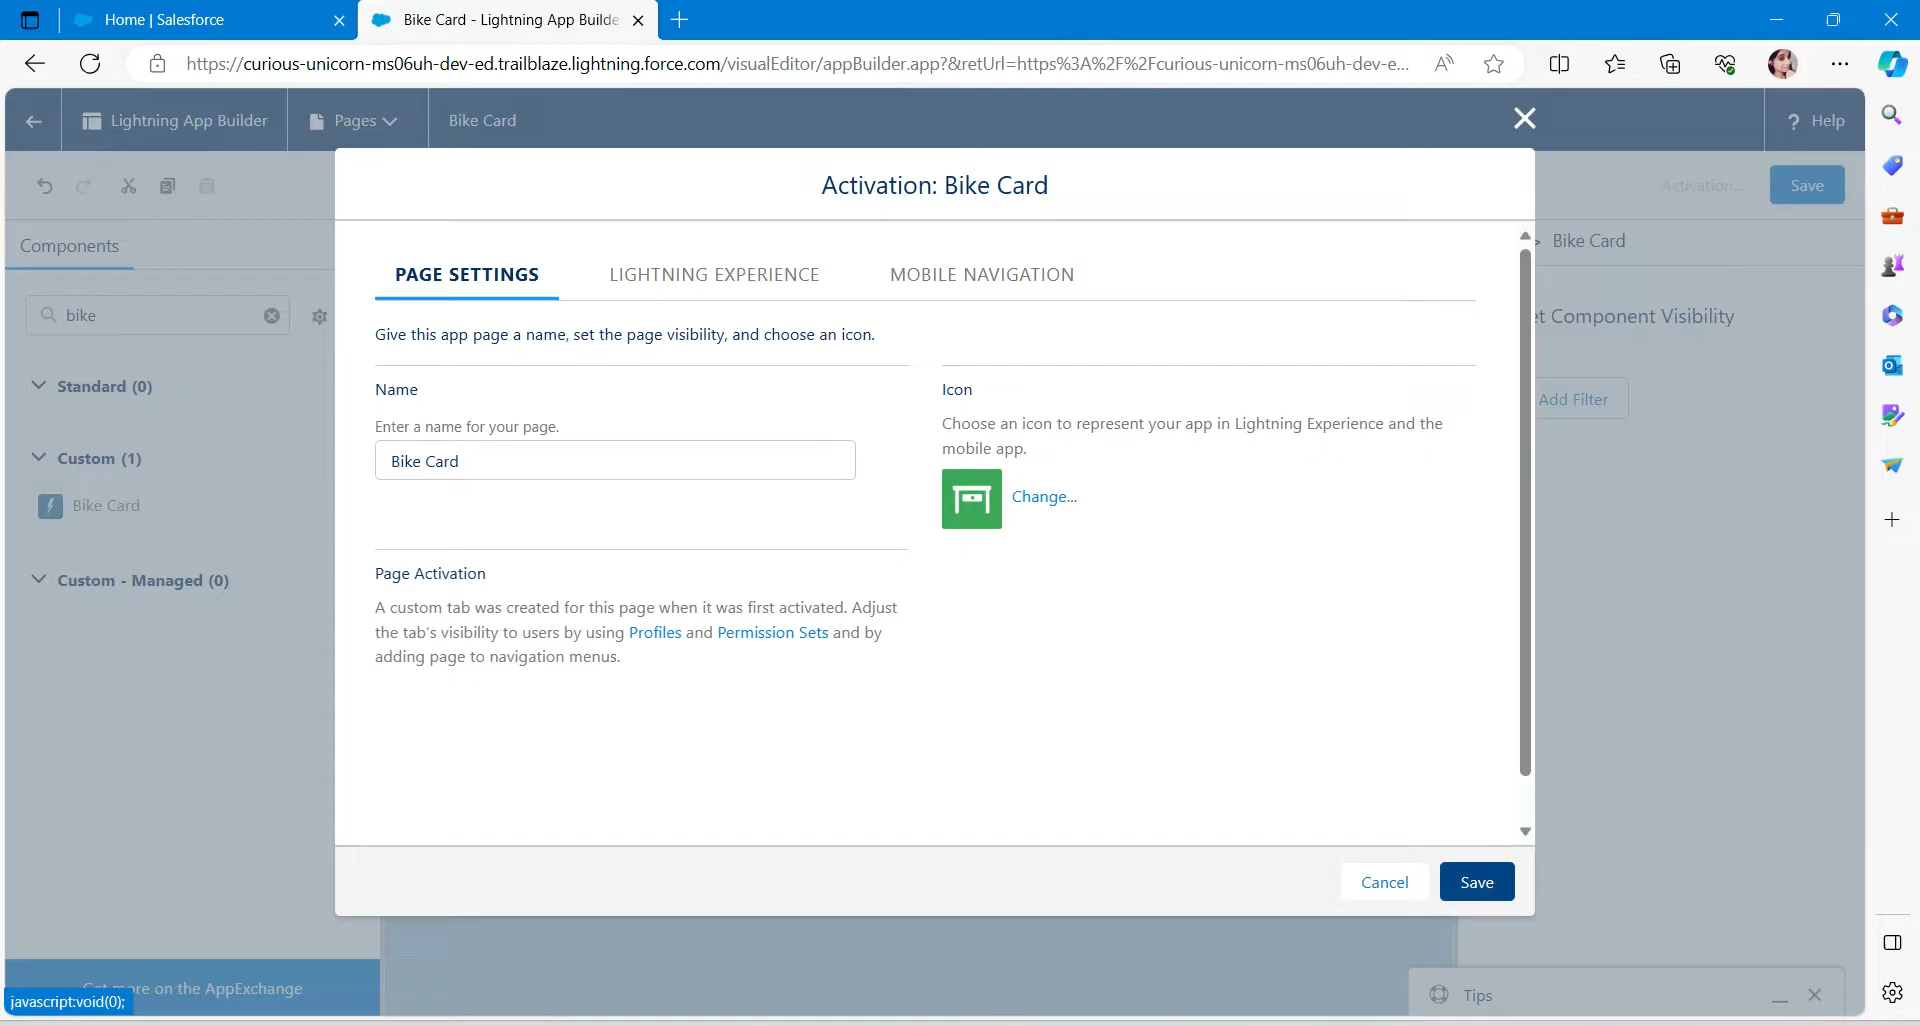 Home | Salesforce
Bike Card - Lightning App Builde
https://curious-unicorn-ms06uh-dev-ed.trailblaze.lightning.force.com/visualEditor/appBuilder.app?&retUrl=https%3A%2F%2Fcurious-unicorn-ms06uh-dev-e...
Lightning App Builder
Pages
Bike Card
? Help
Activation: Bike Card
Activation...
Save
Components
> Bike Card
PAGE SETTINGS
LIGHTNING EXPERIENCE
MOBILE NAVIGATION
bike
et Component Visibility
Give this app page a name, set the page visibility, and choose an icon.
Standard (0)
Name
Icon
Add Filter
Enter a name for your page.
Choose an icon to represent your app in Lightning Experience and the
mobile app.
Bike Card
Custom (1)
Change...
Bike Card
Page Activation
Custom - Managed (0)
A custom tab was created for this page when it was first activated. Adjust
the tab's visibility to users by using Profiles and Permission Sets and by
adding page to navigation menus.
Cancel
Save
Get more on the AppExchange
javascript:void(0);
Tips